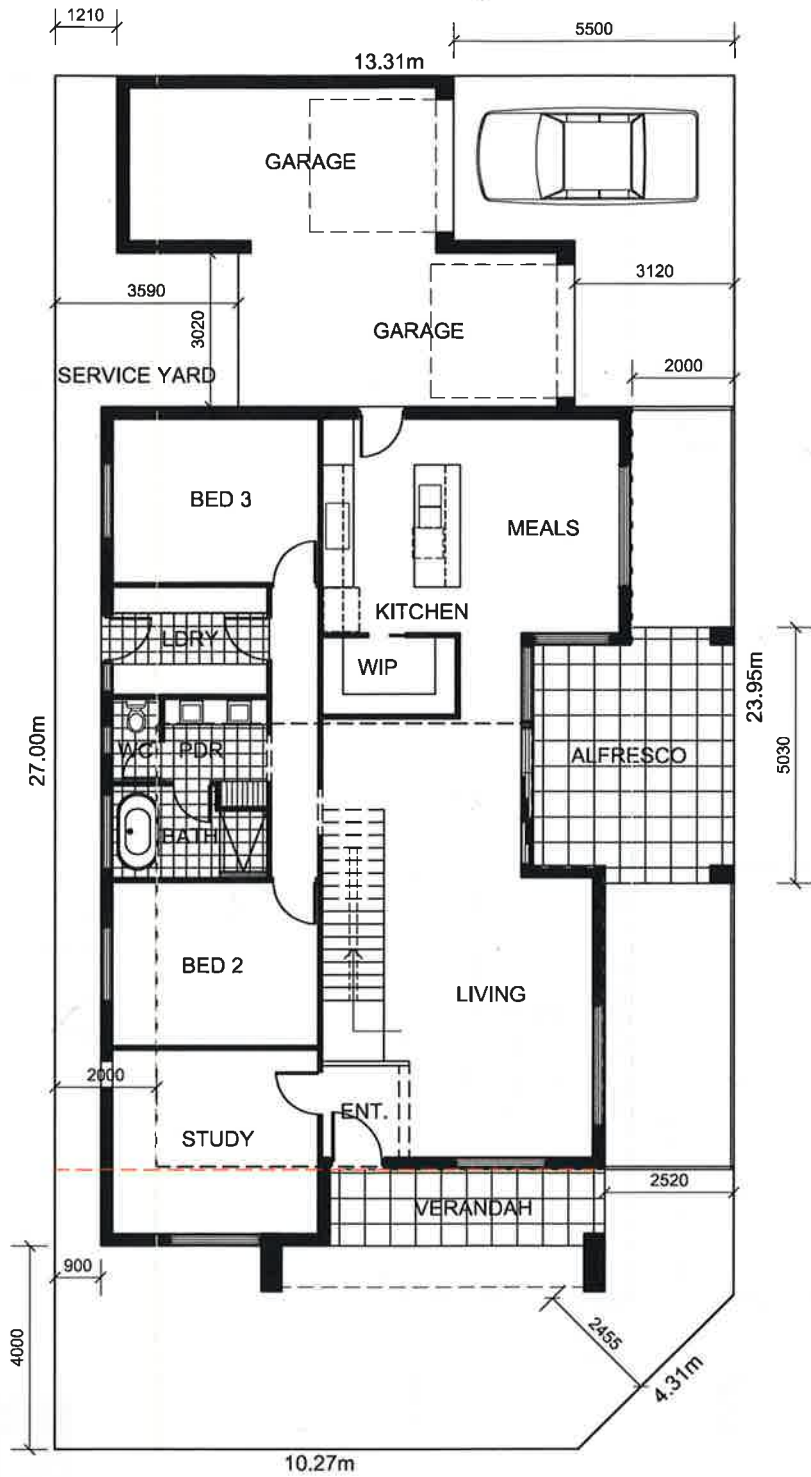 1210
5500
13.31m
GARAGE
3120
3590
3020
GARAGE
2000
SERVICE YARD
BED 3
MEALS
KITCHEN
LDRY
WIP
23.95m
27.00m
WC
PDR
ALFRESCO
5030
BATH
BED 2
LIVING
2000
ENT.
STUDY
2520
VERANDAH
900
4000
2455
4.31m
10.27m